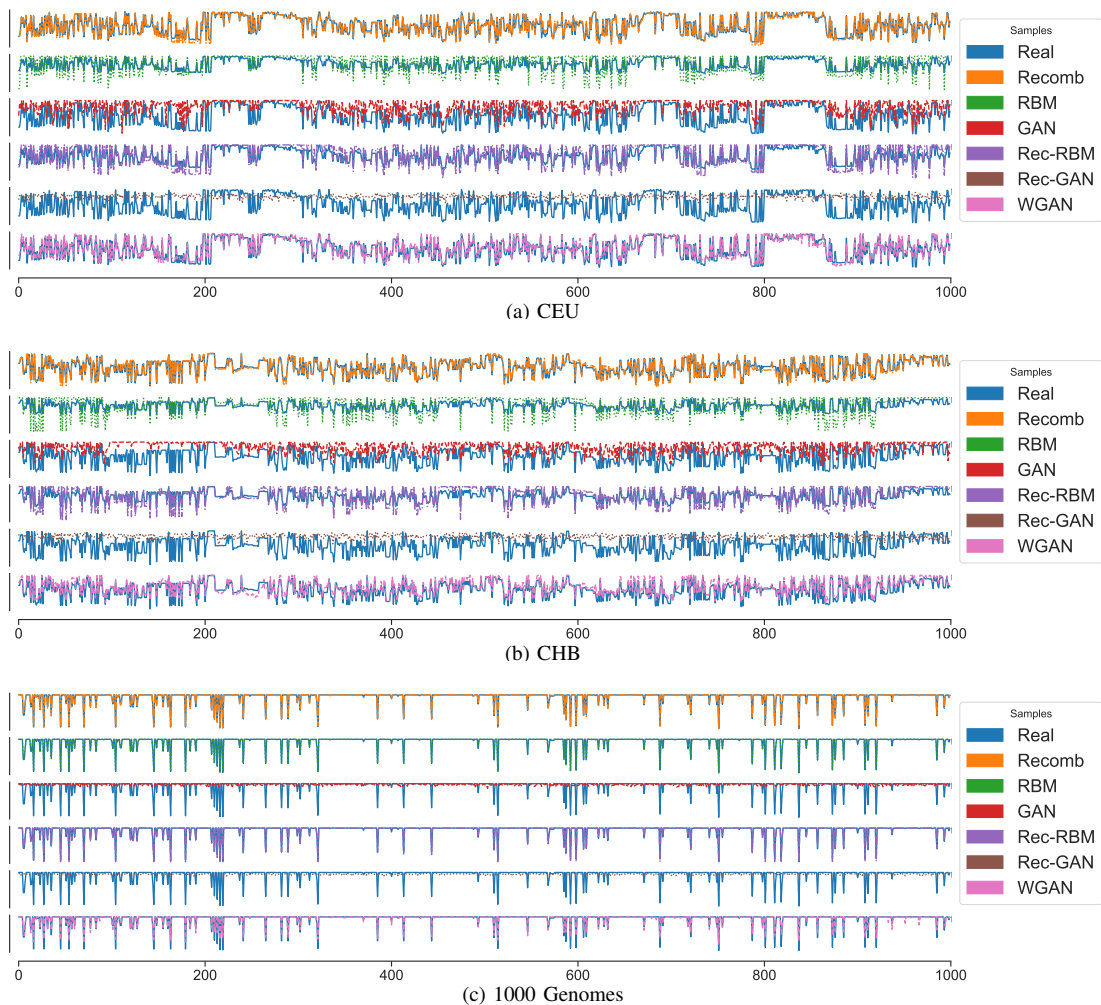 Samples
Real
Recomb
RBM
GAN
Rec-RBM
Rec-GAN
WGAN
0 200 400 600 800 1000
(a) CEU
Samples
Real
Recomb
RBM
GAN
Rec-RBM
Rec-GAN
WGAN
0 200 400 600 800 1000
(b) CHB
Samples
Real
Recomb
RBM
GAN
Rec-RBM
Rec-GAN
WGAN
0 200 400 600 800 1000
(c) 1000 Genomes